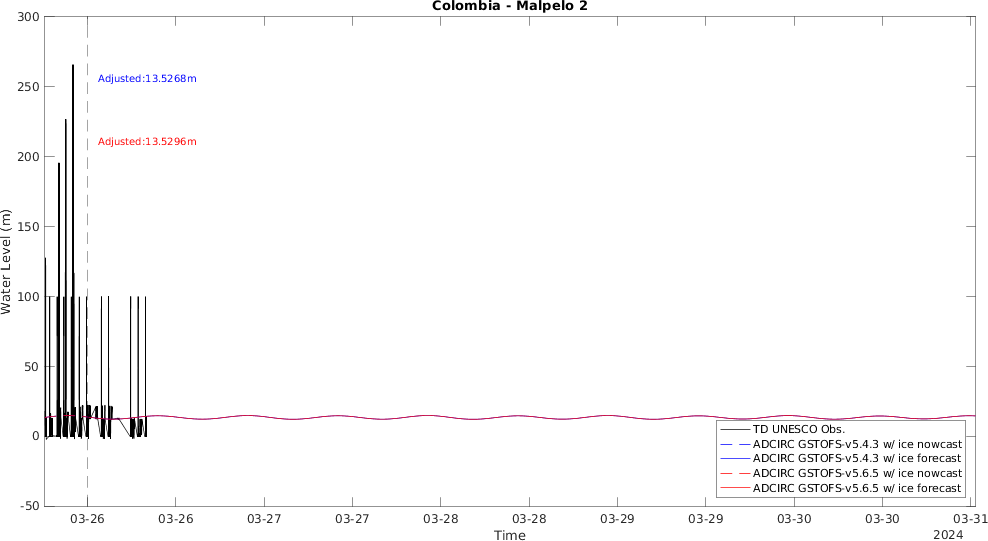 Colombia - Malpelo 2
300
250
200
150
100
50
0
-50
Water Level (m)
Adjusted:13.5268m
Adjusted:13.5296m
TD UNESCO Obs.
ADCIRC GSTOFS-v5.4.3 w/ ice nowcast
ADCIRC GSTOFS-v5.4.3 w/ ice forecast
ADCIRC GSTOFS-v5.6.5 w/ ice nowcast
ADCIRC GSTOFS-v5.6.5 w/ ice forecast
03-26 03-26 03-27 03-27 03-28 03-28 03-29 03-29 03-30 03-30 03-31
Time
2024